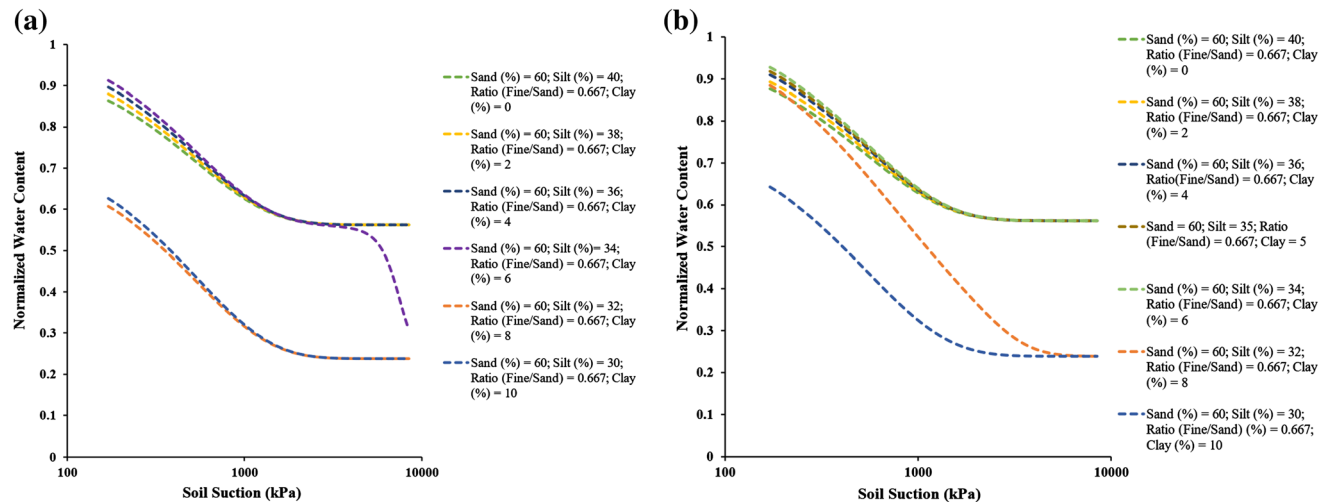 (a)
Normalized Water Content
1
0.9
0.8
0.7
0.6
0.5
0.4
0.3
0.2
0.1
0
100
1000
10000
Soil Suction (kPa)
Sand (%) = 60; Silt (%) = 40;
Ratio (Fine/Sand) = 0.667; Clay
(%) = 0
Sand (%) = 60; Silt (%) = 38;
Ratio (Fine/Sand) = 0.667; Clay
(%) = 2
Sand (%) = 60; Silt (%)= 36;
Ratio (Fine/Sand) = 0.667; Clay
(%) = 4
Sand (%) = 60; Silt (%)= 34;
Ratio (Fine/Sand) = 0.667; Clay
(%) = 6
Sand (%) = 60; Silt (%)= 32;
Ratio (Fine/Sand) = 0.667; Clay
(%) = 8
Sand (%) = 60; Silt (%)= 30;
Ratio (Fine/Sand) = 0.667; Clay
(%) = 10
(b)
Normalized Water Content
1
0.9
0.8
0.7
0.6
0.5
0.4
0.3
0.2
0.1
0
100
1000
10000
Soil Suction (kPa)
Sand (%) = 60; Silt (%) = 40;
Ratio (Fine/Sand) = 0.667; Clay
(%) = 0
Sand (%) = 60; Silt (%) = 38;
Ratio (Fine/Sand) = 0.667; Clay
(%) = 2
Sand (%) = 60; Silt (%) = 36;
Ratio(Fine/Sand) = 0.667; Clay
(%) = 4
Sand = 60; Silt = 35; Ratio
(Fine/Sand) = 0.667; Clay = 5
Sand (%) = 60; Silt (%) = 34;
Ratio (Fine/Sand) = 0.667; Clay
(%) = 6
Sand (%) = 60; Silt (%) = 32;
Ratio (Fine/Sand) = 0.667; Clay
(%) = 8
Sand (%) = 60; Silt (%) = 30;
Ratio (Fine/Sand) (%) = 0.667;
Clay (%) = 10